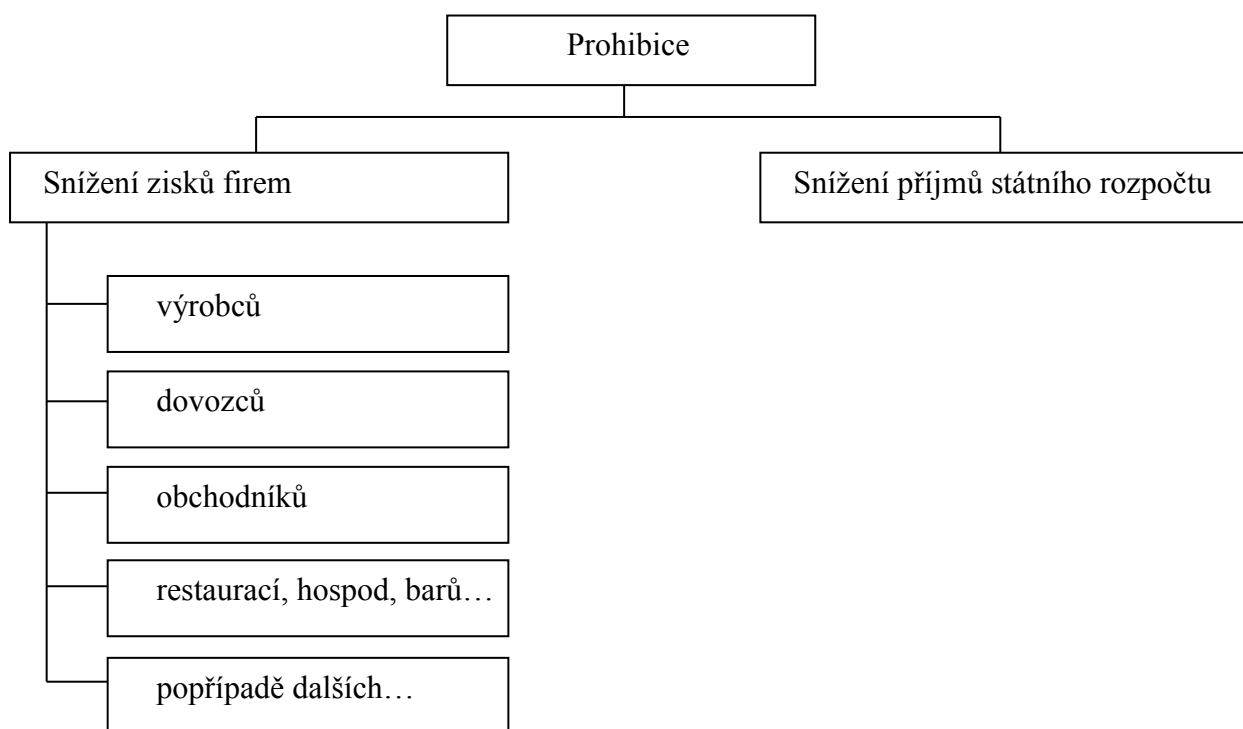 Prohibice
Snížení zisků firem
Snížení příjmů státního rozpočtu
výrobců
dovozců
obchodníků
restaurací, hospod, barů…
popřípadě dalších…